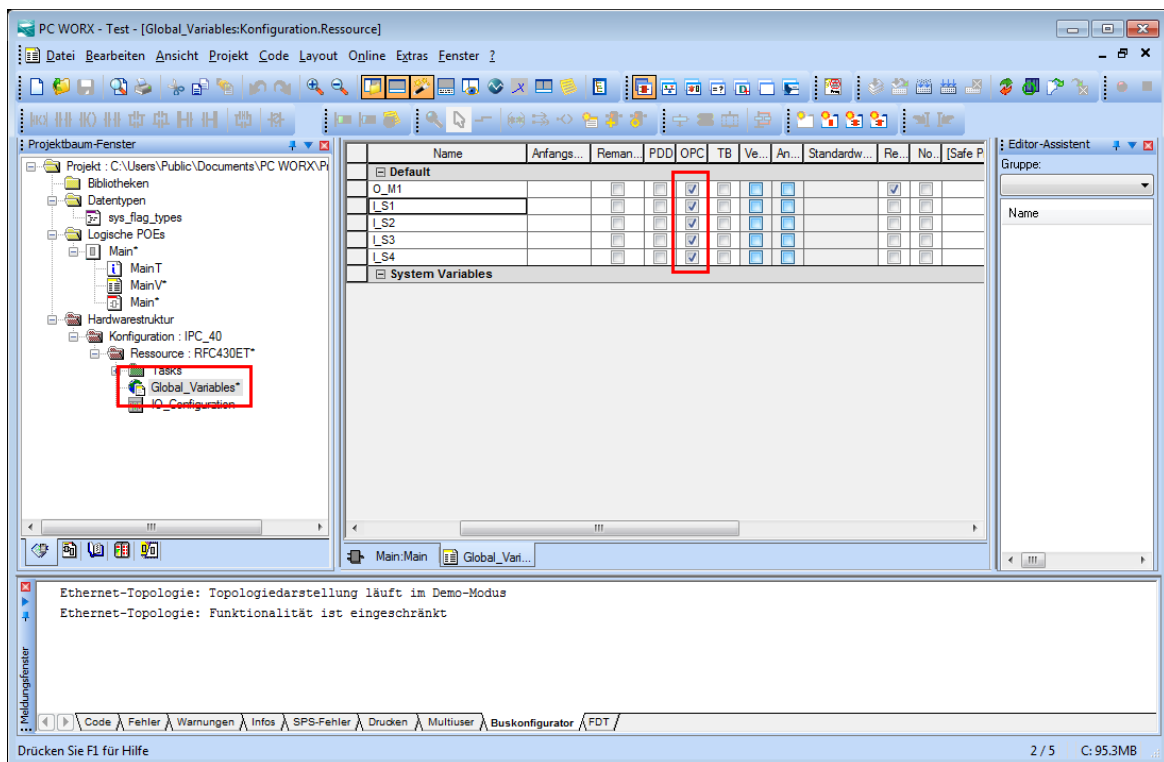 PC WORX - Test - [Global_Variables:Konfiguration.Ressource]
Datei Bearbeiten Ansicht Projekt Code Layout Online Extras Fenster ?
Projektbaum-Fenster
Projekt : C:\Users\Public\Documents\PC WORX\Pr
Bibliotheken
Datentypen
sys_flag_types
Logische POEs
Main*
MainT
MainV*
Main*
Hardwarestruktur
Konfiguration : IPC_40
Ressource : RFC430ET*
Tasks
Global_Variables*
IO_Configuration
Name Anfangs... Reman... PDD OPC TB Ve... An... Standardw... Re... No.. [Safe P
Default
O_M1
I_S1
I_S2
I_S3
I_S4
System Variables
Main:Main Global_Vari...
Editor-Assistent
Gruppe:
Name
Ethernet-Topologie: Topologiedarstellung läuft im Demo-Modus
Ethernet-Topologie: Funktionalität ist eingeschränkt
Meldungsfenster
Code Fehler Warnungen Infos SPS-Fehler Drucken Multiuser Buskonfigurator FDT
Drücken Sie F1 für Hilfe 2 / 5 C: 95.3MB